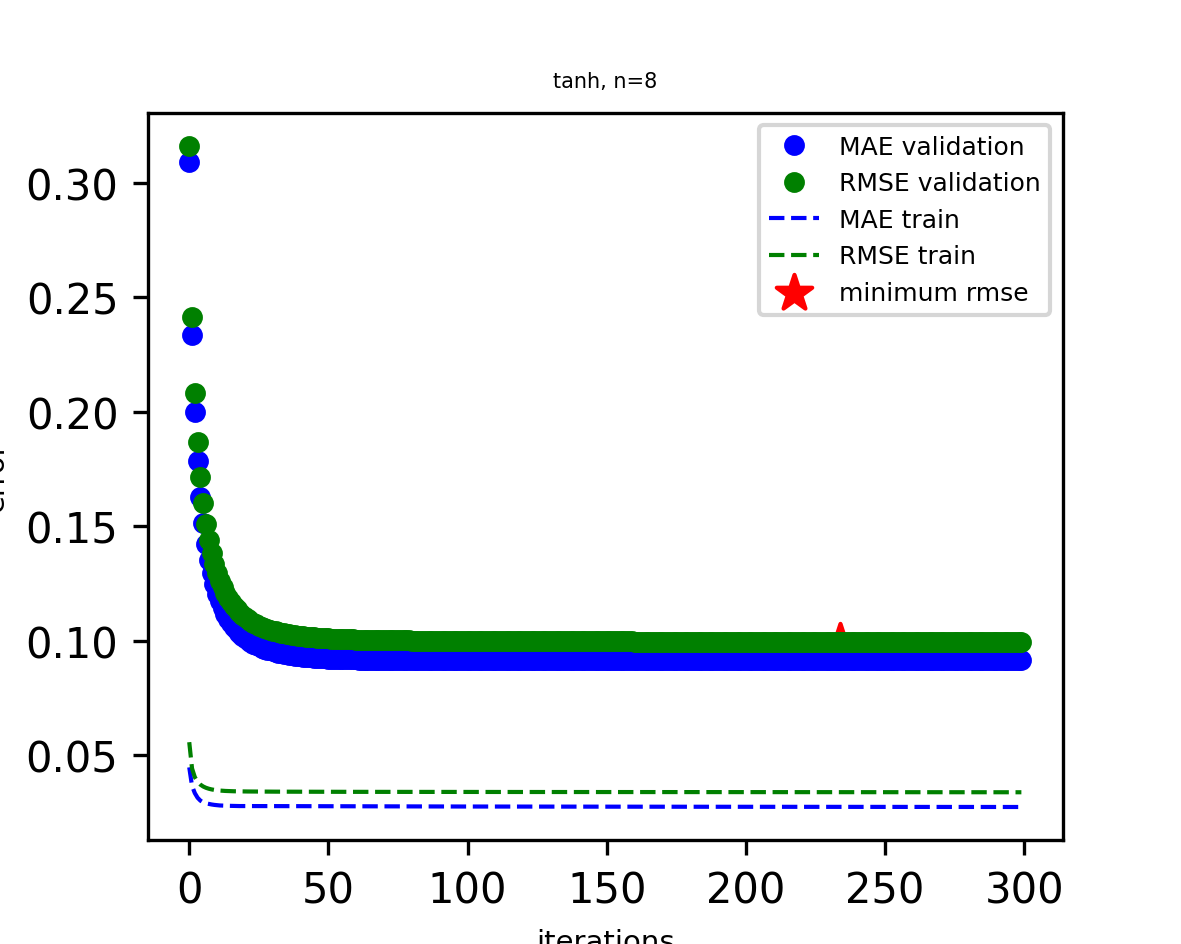 tanh, n=8
MAE validation
RMSE validation
MAE train
RMSE train
minimum rmse
0.30
0.25
0.20
0.15
0.10
0.05
0 50 100 150 200 250 300
iterations